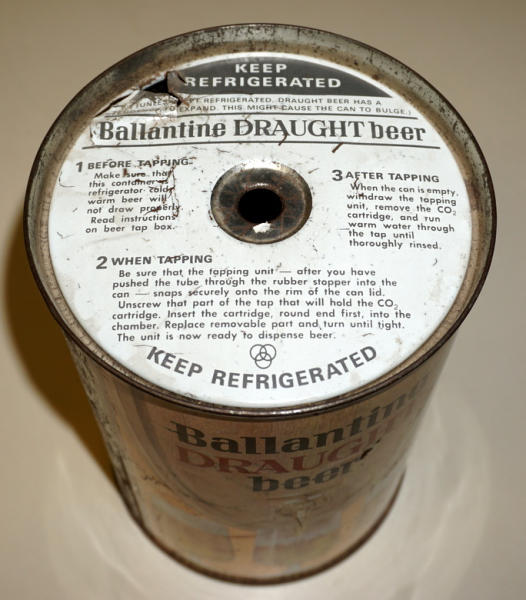 KEEP
REFRIGERATED
REFRIGERATED. DRAUGHT BEER HAS A
TO EXPAND. THIS MIGHT CAUSE THE CAN TO BULGE.)
Ballantine DRAUGHT beer
1 BEFORE TAPPING
Make sure that
this container is
refrigerator cold
warm beer will
not draw properly.
Read instructions
on beer tap box.
3 AFTER TAPPING
When the can is empty,
withdraw the tapping
unit, remove the CO₂
cartridge, and run
warm water through
the tap until
thoroughly rinsed.
2 WHEN TAPPING
Be sure that the tapping unit — after you have
pushed the tube through the rubber stopper into the
can — snaps securely onto the rim of the can lid.
Unscrew that part of the tap that will hold the CO₂
cartridge. Insert the cartridge, round end first, into the
chamber. Replace removable part and turn until tight.
The unit is now ready to dispense beer.
KEEP REFRIGERATED
Ballantine
DRAUGHT
beer